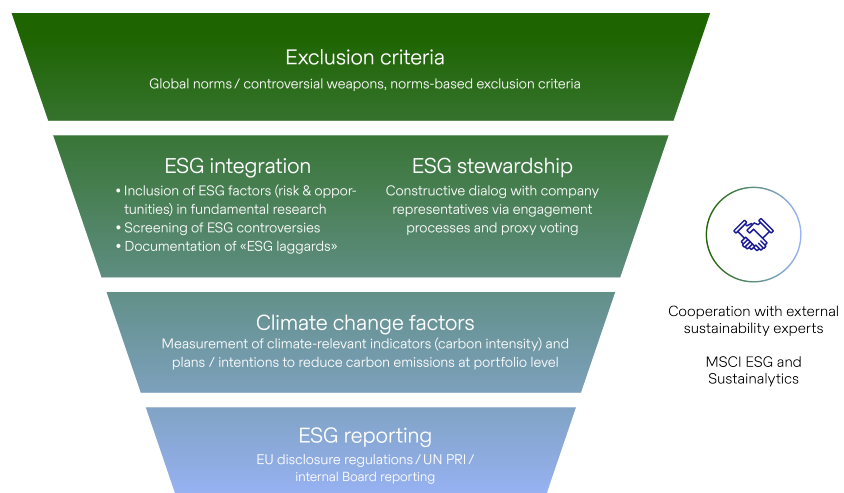 Exclusion criteria
Global norms / controversial weapons, norms-based exclusion criteria
ESG integration
• Inclusion of ESG factors (risk & oppor-
tunities) in fundamental research
• Screening of ESG controversies
• Documentation of «ESG laggards»
ESG stewardship
Constructive dialog with company
representatives via engagement
processes and proxy voting
Climate change factors
Measurement of climate-relevant indicators (carbon intensity) and
plans / intentions to reduce carbon emissions at portfolio level
ESG reporting
EU disclosure regulations / UN PRI /
internal Board reporting
Cooperation with external
sustainability experts
MSCI ESG and
Sustainalytics